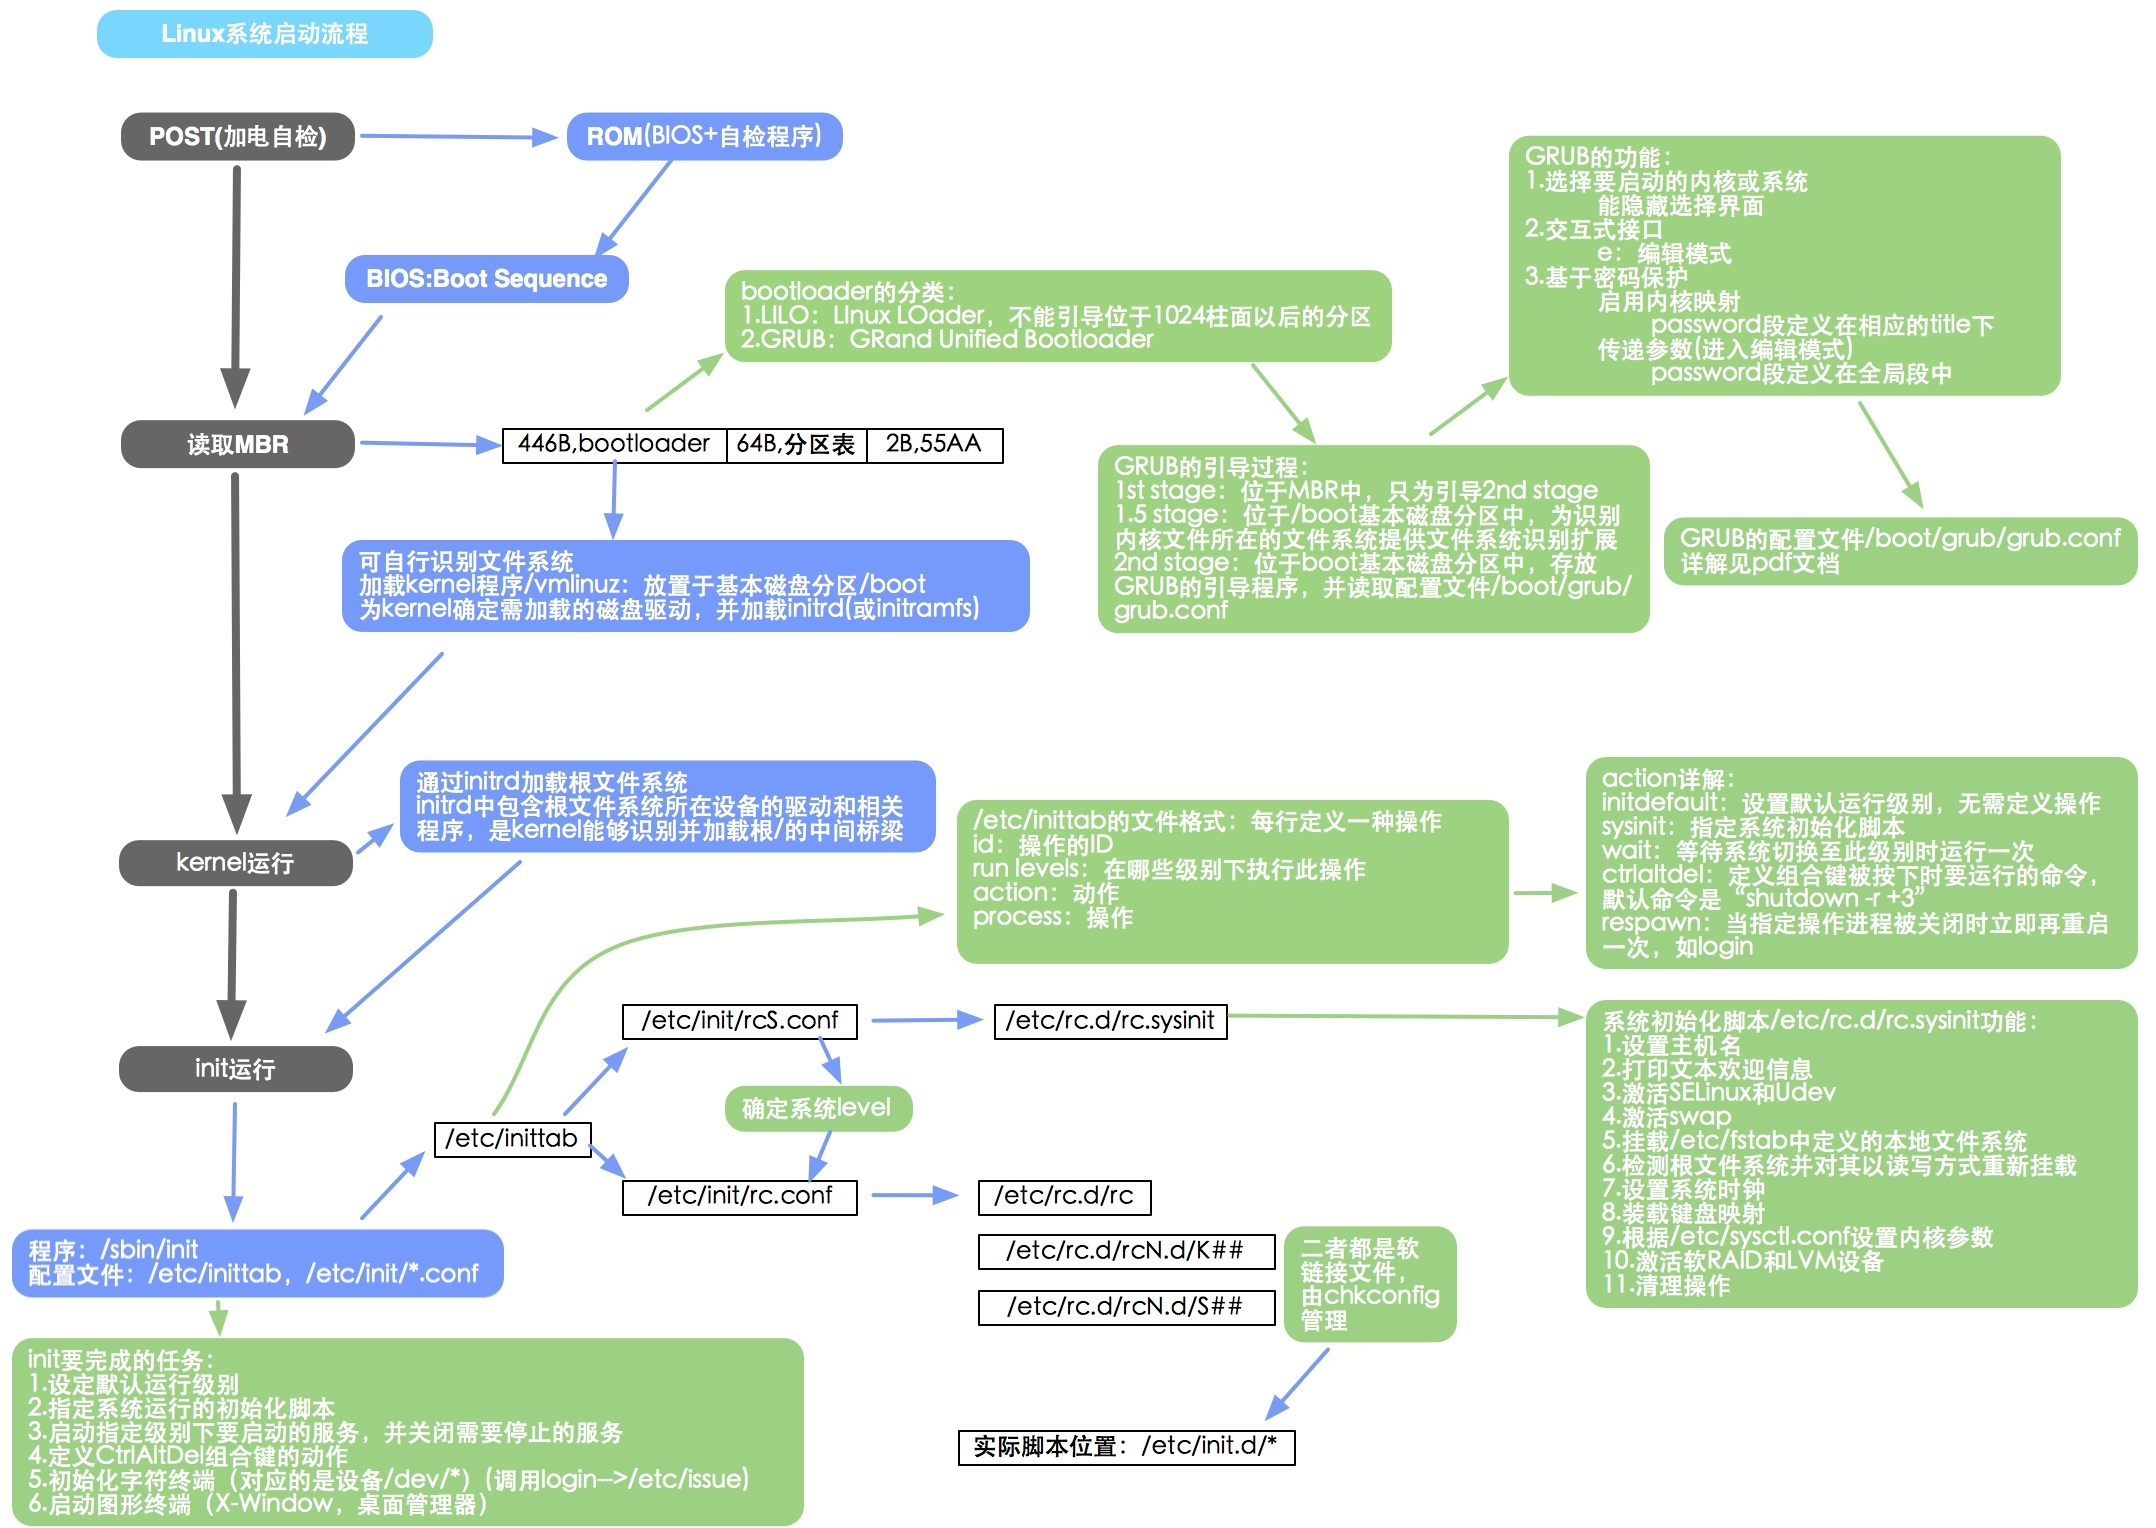 Linux系统启动流程
POST(加电自检)
ROM(BIOS+自检程序)
BIOS:Boot Sequence
读取MBR
446B,bootloader
64B,分区表
2B,55AA
bootloader的分类：
1.LILO：LInux LOader，不能引导位于1024柱面以后的分区
2.GRUB：GRand Unified Bootloader
GRUB的功能：
1.选择要启动的内核或系统
能隐藏选择界面
2.交互式接口
e：编辑模式
3.基于密码保护
启用内核映射
password段定义在相应的title下
传递参数(进入编辑模式)
password段定义在全局段中
GRUB的引导过程：
1st stage：位于MBR中，只为引导2nd stage
1.5 stage：位于/boot基本磁盘分区中，为识别
内核文件所在的文件系统提供文件系统识别扩展
2nd stage：位于boot基本磁盘分区中，存放
GRUB的引导程序，并读取配置文件/boot/grub/
grub.conf
GRUB的配置文件/boot/grub/grub.conf
详解见pdf文档
可自行识别文件系统
加载kernel程序/vmlinuz：放置于基本磁盘分区/boot
为kernel确定需加载的磁盘驱动，并加载initrd(或initramfs)
kernel运行
通过initrd加载根文件系统
initrd中包含根文件系统所在设备的驱动和相关
程序，是kernel能够识别并加载根/的中间桥梁
/etc/inittab的文件格式：每行定义一种操作
id：操作的ID
run levels：在哪些级别下执行此操作
action：动作
process：操作
action详解：
initdefault：设置默认运行级别，无需定义操作
sysinit：指定系统初始化脚本
wait：等待系统切换至此级别时运行一次
ctrlaltdel：定义组合键被按下时要运行的命令，
默认命令是“shutdown -r +3”
respawn：当指定操作进程被关闭时立即再重启
一次，如login
init运行
/etc/init/rcS.conf
/etc/rc.d/rc.sysinit
确定系统level
/etc/inittab
/etc/init/rc.conf
/etc/rc.d/rc
/etc/rc.d/rcN.d/K##
/etc/rc.d/rcN.d/S##
二者都是软
链接文件，
由chkconfig
管理
实际脚本位置：/etc/init.d/*
系统初始化脚本/etc/rc.d/rc.sysinit功能：
1.设置主机名
2.打印文本欢迎信息
3.激活SELinux和Udev
4.激活swap
5.挂载/etc/fstab中定义的本地文件系统
6.检测根文件系统并对其以读写方式重新挂载
7.设置系统时钟
8.装载键盘映射
9.根据/etc/sysctl.conf设置内核参数
10.激活软RAID和LVM设备
11.清理操作
程序：/sbin/init
配置文件：/etc/inittab，/etc/init/*.conf
init要完成的任务：
1.设定默认运行级别
2.指定系统运行的初始化脚本
3.启动指定级别下要启动的服务，并关闭需要停止的服务
4.定义CtrlAltDel组合键的动作
5.初始化字符终端（对应的是设备/dev/*）(调用login-->/etc/issue)
6.启动图形终端（X-Window，桌面管理器）